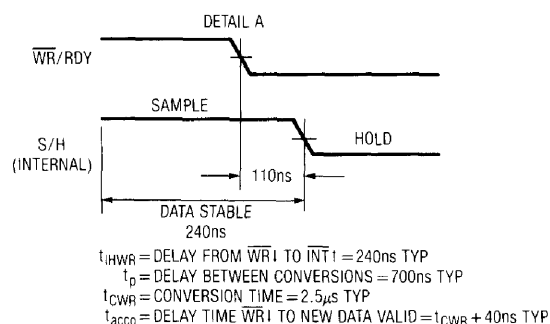 DETAIL A
WR/RDY
SAMPLE
S/H
(INTERNAL)
HOLD
110ns
DATA STABLE
240ns
tIHWR = DELAY FROM WR↓ TO INT↑ = 240ns TYP
tp = DELAY BETWEEN CONVERSIONS = 700ns TYP
tCWR = CONVERSION TIME = 2.5µs TYP
tacco = DELAY TIME WR↓ TO NEW DATA VALID = tCWR + 40ns TYP